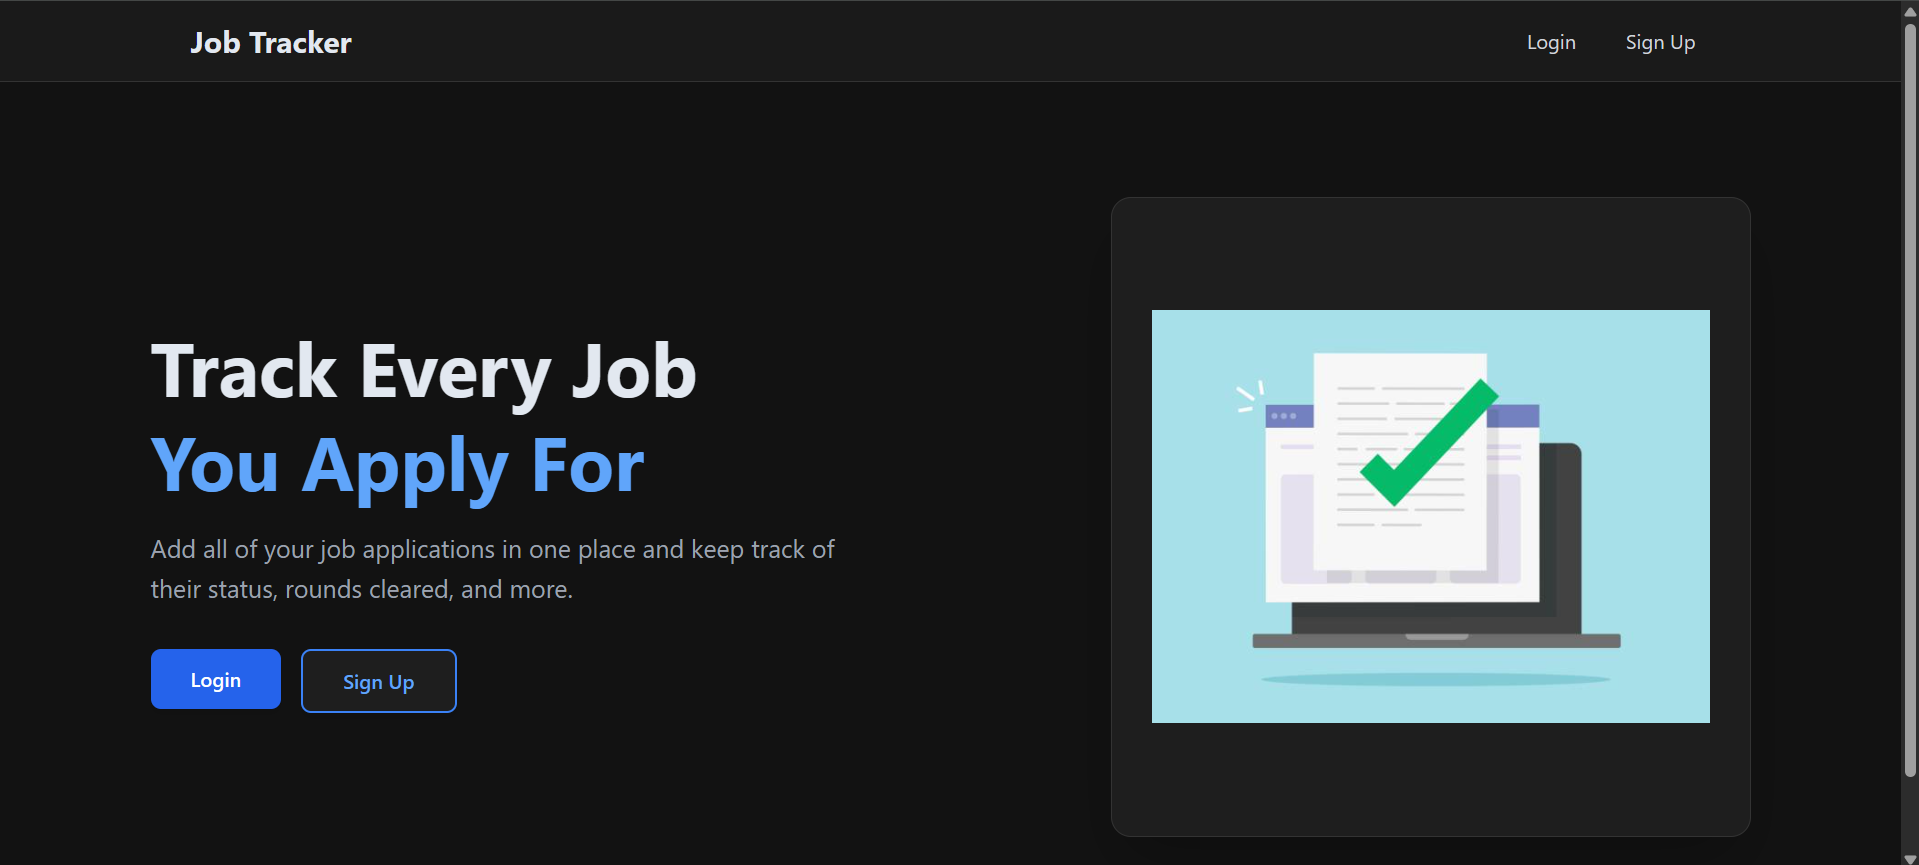 Job Tracker
Login
Sign Up
Track Every Job
You Apply For
Add all of your job applications in one place and keep track of
their status, rounds cleared, and more.
Login
Sign Up